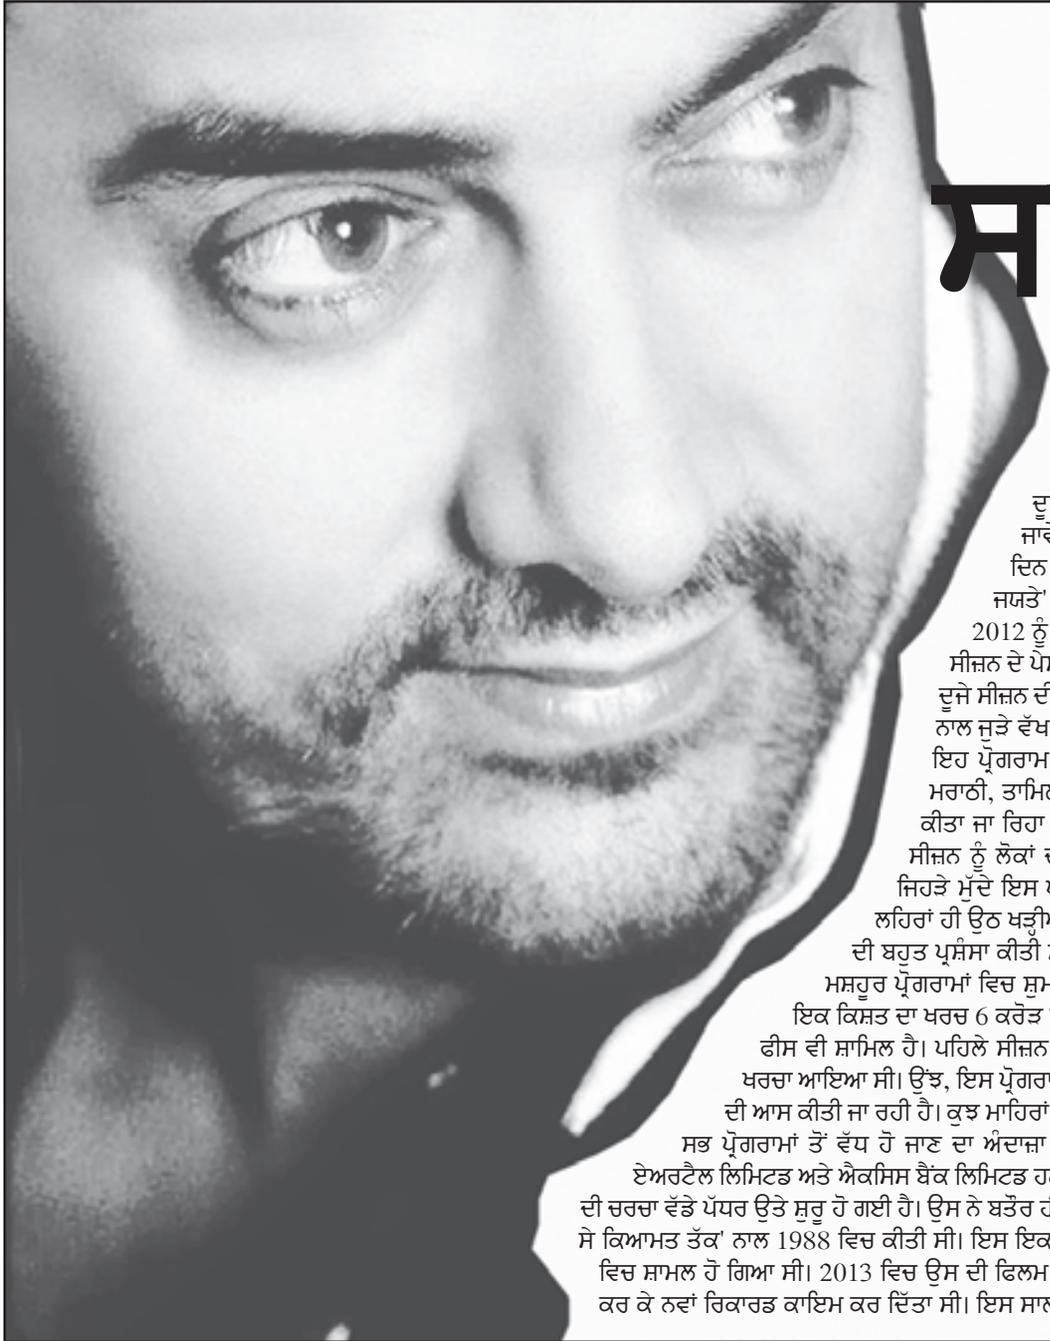 ਸ
ਦੂ
ਦਿਨ
ਜਯਤੇ'
2012 ਨੂੰ
ਸੀਜ਼ਨ ਦੇ
ਦੂਜੇ ਸੀਜ਼ਨ ਦੀ
ਨਾਲ ਜੁੜੇ ਵੱਖ
ਇਹ ਪ੍ਰੋਗਰਾਮ
ਮਰਾਠੀ,
ਕੀਤਾ ਜਾ ਰਿਹਾ
ਸੀਜ਼ਨ ਨੂੰ ਲੋਕਾਂ
ਜਿਹੜੇ ਮੁੱਦੇ ਇਸ
ਲਹਿਰਾਂ ਹੀ ਉਠ
ਦੀ ਬਹੁਤ ਪ੍ਰਸ਼ੰਸਾ ਕੀਤੀ
ਮਸ਼ਹੂਰ ਪ੍ਰੋਗਰਾਮਾਂ ਵਿਚ
ਇਕ ਕਿਸ਼ਤ ਦਾ ਖਰਚ 6 ਕਰੋੜ
ਫੀਸ ਵੀ ਸ਼ਾਮਿਲ ਹੈ। ਪਹਿਲੇ ਸੀਜ਼ਨ
ਖਰਚਾ ਆਇਆ ਸੀ। ਉਂਝ, ਇਸ
ਦੀ ਆਸ ਕੀਤੀ ਜਾ ਰਹੀ ਹੈ। ਕੁਝ ਮਾਹਿਰਾਂ
ਸਭ ਪ੍ਰੋਗਰਾਮਾਂ ਤੋਂ ਵੱਧ ਹੋ ਜਾਣ ਦਾ ਅੰਦਾਜ਼ਾ
ਏਅਰਟੈਲ ਲਿਮਿਟਡ ਅਤੇ ਐਕਸਿਸ ਬੈਂਕ ਲਿਮਿਟਡ
ਦੀ ਚਰਚਾ ਵੱਡੇ ਪੱਧਰ ਉਤੇ ਸ਼ੁਰੂ ਹੋ ਗਈ ਹੈ। ਉਸ ਨੇ ਬਤੌਰ
ਸੇ ਕਿਆਮਤ ਤੱਕ' ਨਾਲ 1988 ਵਿਚ ਕੀਤੀ ਸੀ। ਇਸ ਇਕ
ਵਿਚ ਸ਼ਾਮਲ ਹੋ ਗਿਆ ਸੀ। 2013 ਵਿਚ ਉਸ ਦੀ ਫਿਲਮ
ਕਰ ਕੇ ਨਵਾਂ ਰਿਕਾਰਡ ਕਾਇਮ ਕਰ ਦਿੱਤਾ ਸੀ। ਇਸ